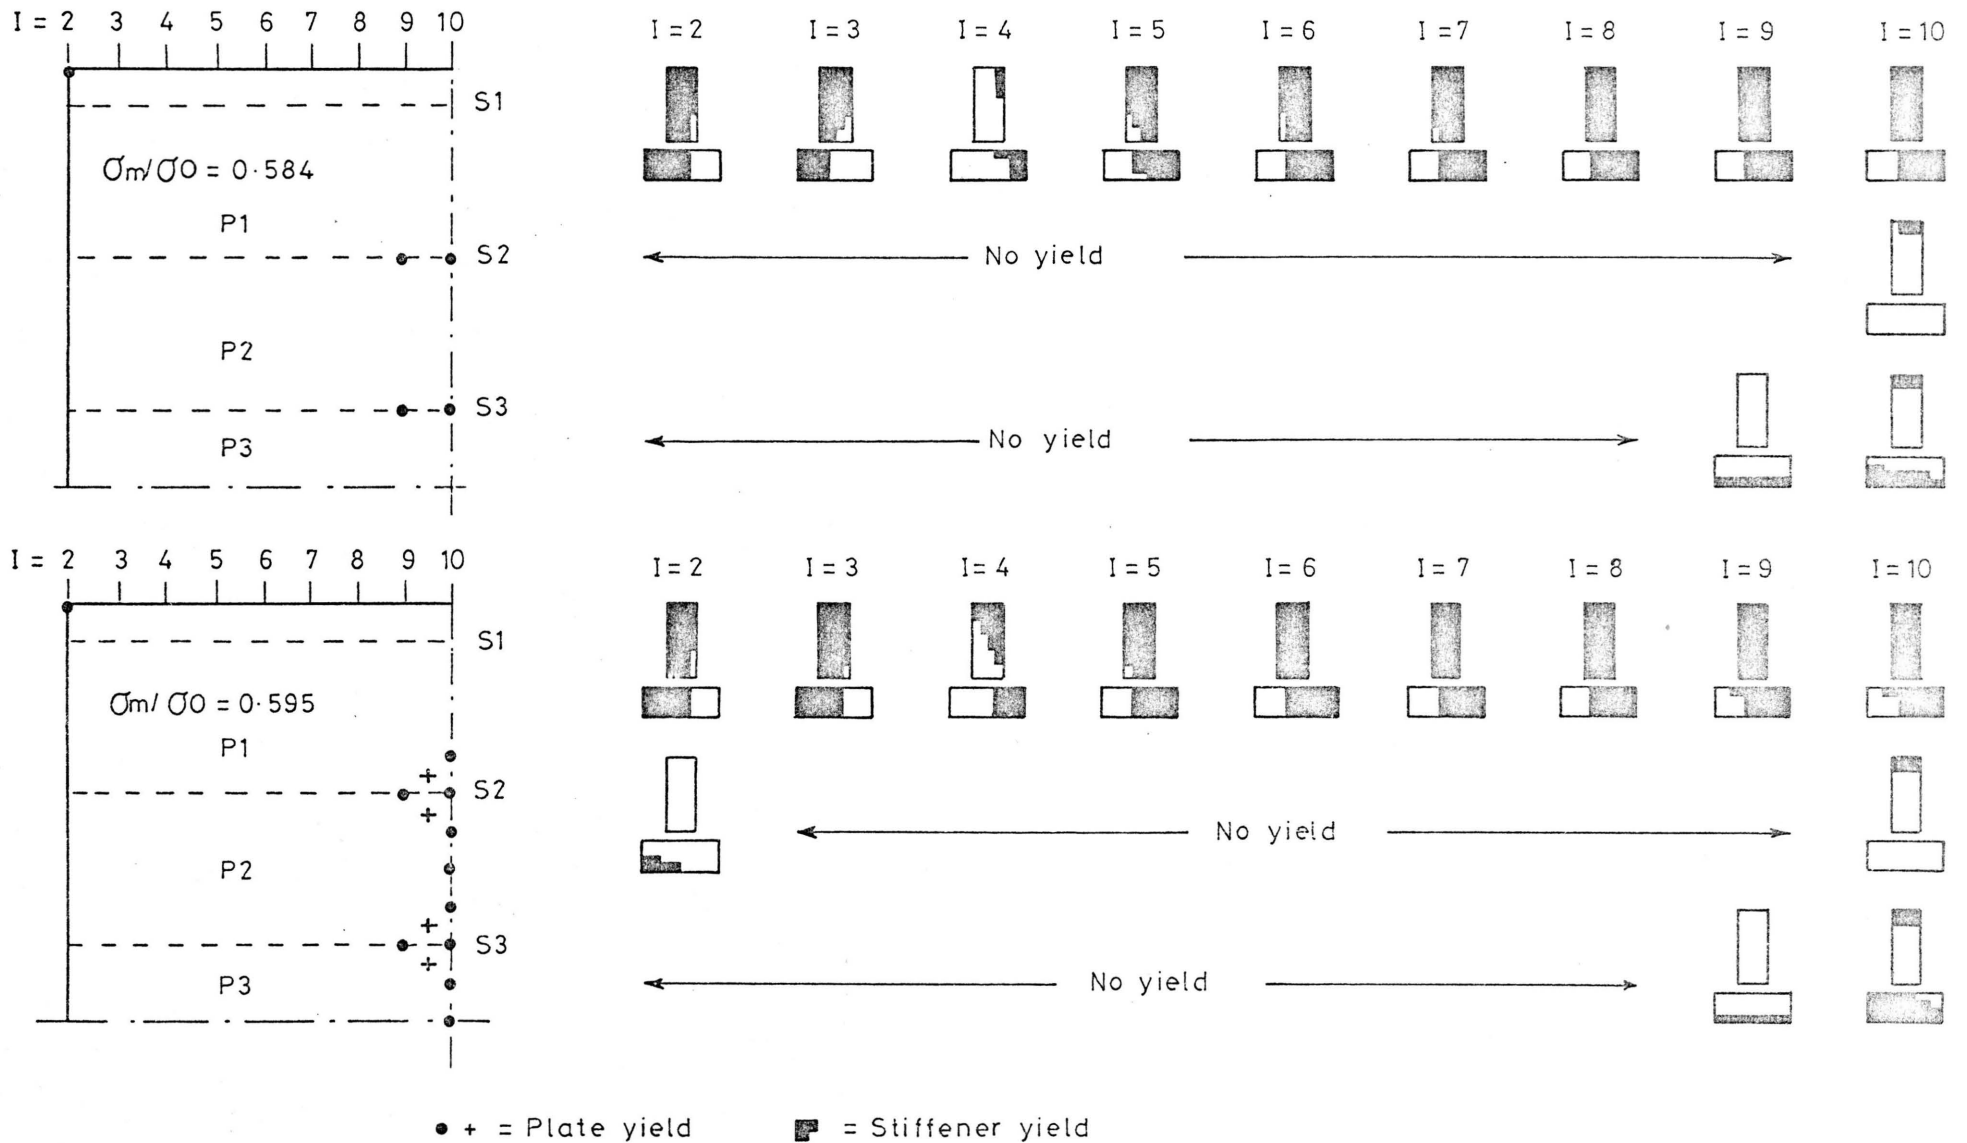 I = 2 3 4 5 6 7 8 9 10
I = 2 I = 3 I = 4 I = 5 I = 6 I = 7 I = 8 I = 9 I = 10
S1
σm/σo = 0·584
P1
S2
No yield
P2
S3
No yield
P3
I = 2 3 4 5 6 7 8 9 10
I = 2 I = 3 I = 4 I = 5 I = 6 I = 7 I = 8 I = 9 I = 10
S1
σm/σo = 0·595
P1
S2
No yield
P2
S3
No yield
P3
● + = Plate yield
= Stiffener yield